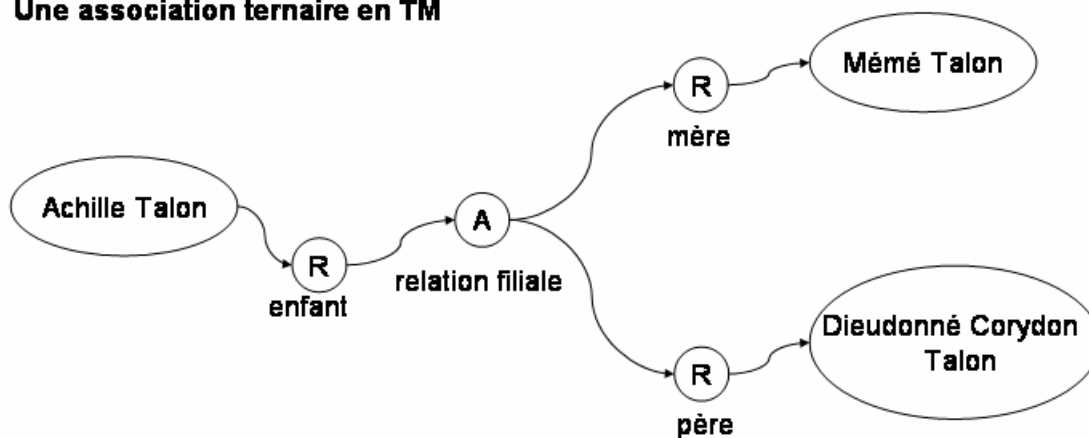 Une association ternaire en TM
Mémé Talon
R
mère
Achille Talon
A
R
relation filiale
enfant
Dieudonné Corydon
Talon
R
père